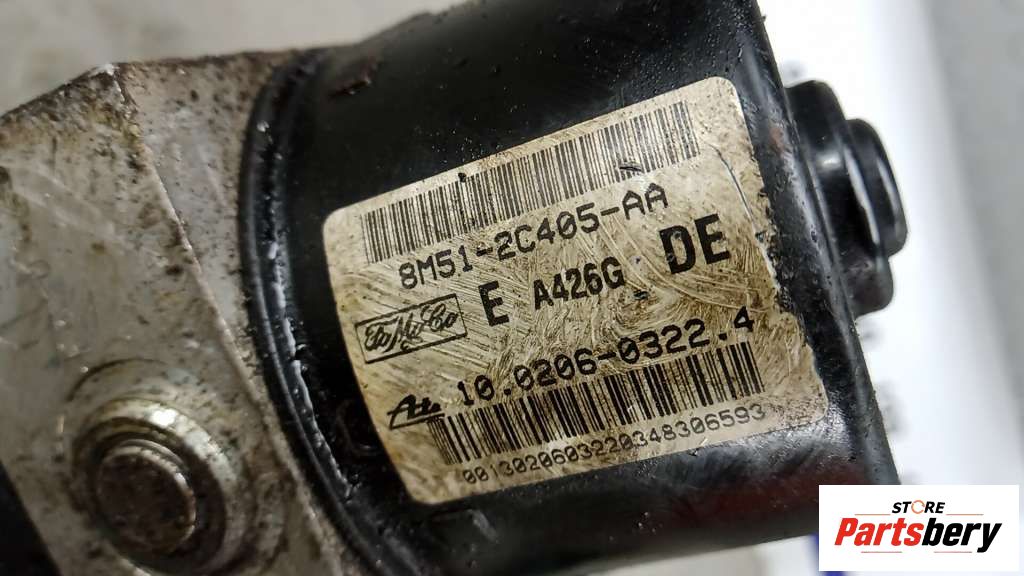 8M51-2C405-AA
FoMoCo E A426G DE
Ate 10.0206-0322.4
0013020603220348306593
STORE
Partsbery